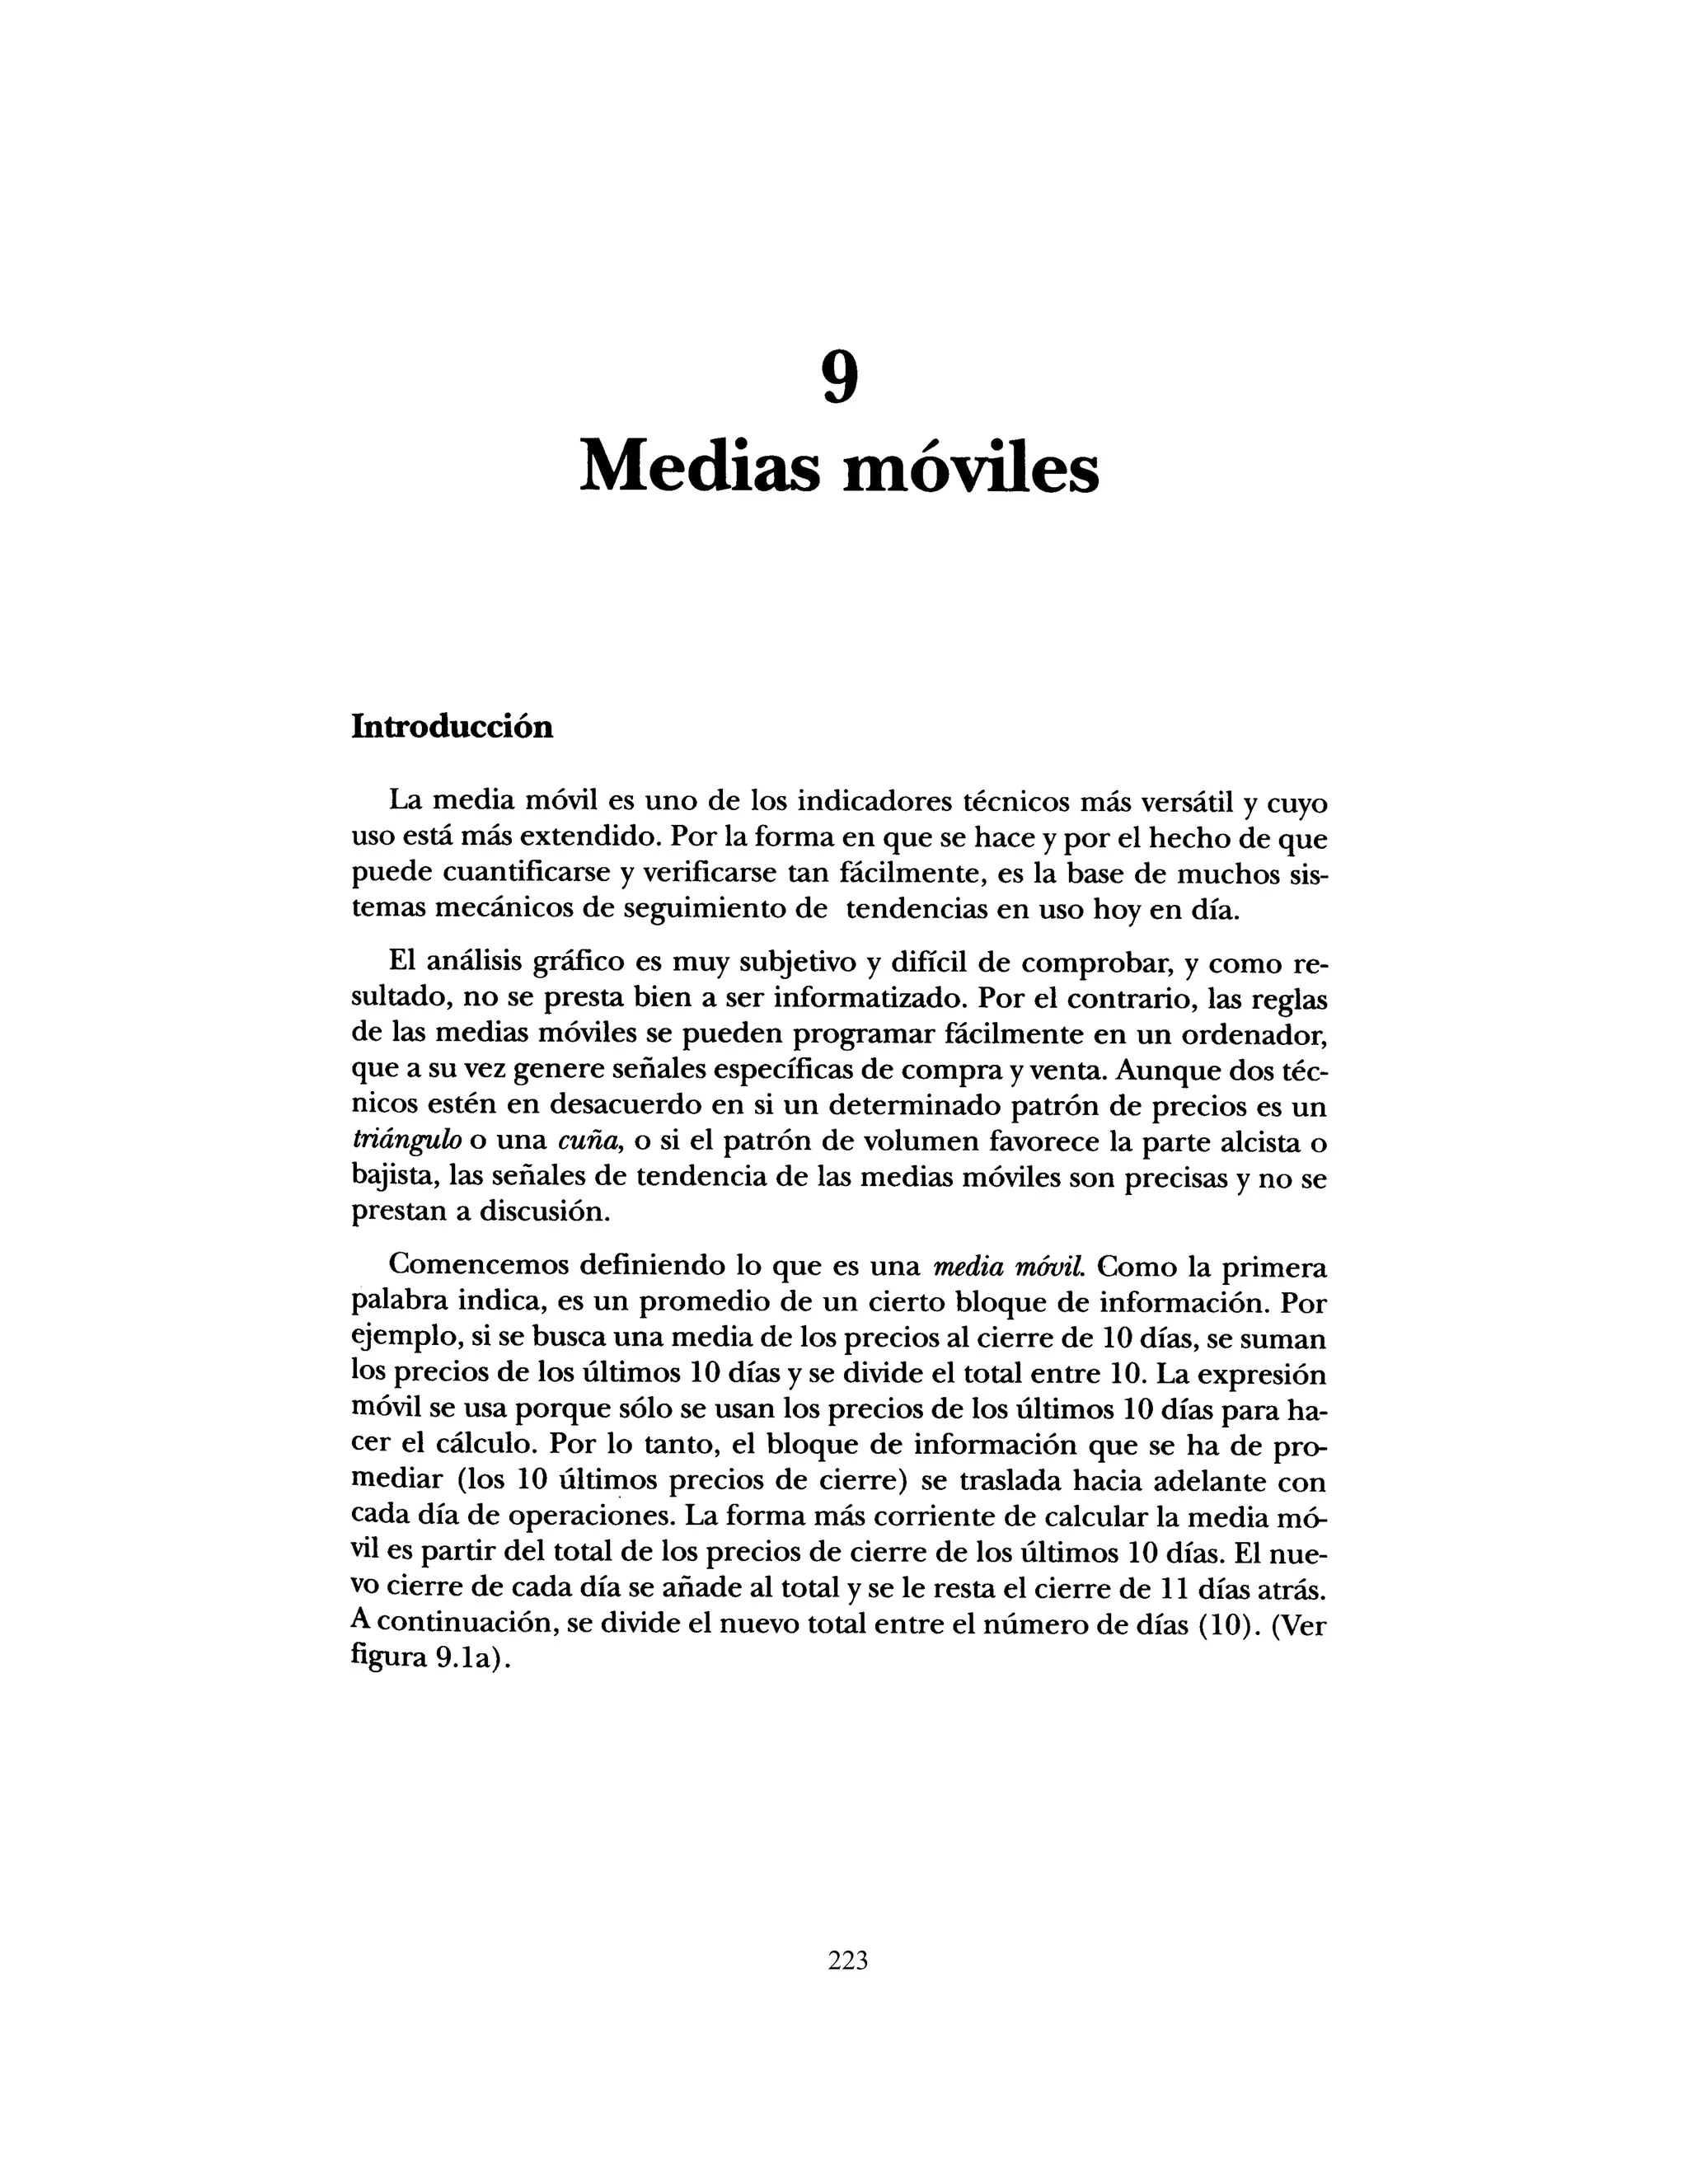 9
Medias móviles
Introducción
La media móvil es uno de los indicadores técnicos más versátil y cuyo
uso está más extendido. Por la forma en que se hace y por el hecho de que
puede cuantificarse y verificarse tan fácilmente, es la base de muchos sis-
temas mecánicos de seguimiento de tendencias en uso hoy en día.
El análisis gráfico es muy subjetivo y difícil de comprobar, y como re-
sultado, no se presta bien a ser informatizado. Por el contrario, las reglas
de las medias móviles se pueden programar fácilmente en un ordenador,
que a su vez genere señales específicas de compra y venta. Aunque dos téc-
nicos estén en desacuerdo en si un determinado patrón de precios es un
triángulo o una cuña, o si el patrón de volumen favorece la parte alcista o
bajista, las señales de tendencia de las medias móviles son precisas y no se
prestan a discusión.
Comencemos definiendo lo que es una media móvil. Como la primera
palabra indica, es un promedio de un cierto bloque de información. Por
ejemplo, si se busca una media de los precios al cierre de 10 días, se suman
los precios de los últimos 10 días y se divide el total entre 10. La expresión
móvil se usa porque sólo se usan los precios de los últimos 10 días para ha-
cer el cálculo. Por lo tanto, el bloque de información que se ha de pro-
mediar (los 10 últimos precios de cierre) se traslada hacia adelante con
cada día de operaciones. La forma más corriente de calcular la media mó-
vil es partir del total de los precios de cierre de los últimos 10 días. El nue-
vo cierre de cada día se añade al total y se le resta el cierre de 11 días atrás.
A continuación, se divide el nuevo total entre el número de días (10). (Ver
figura 9.1a).
223